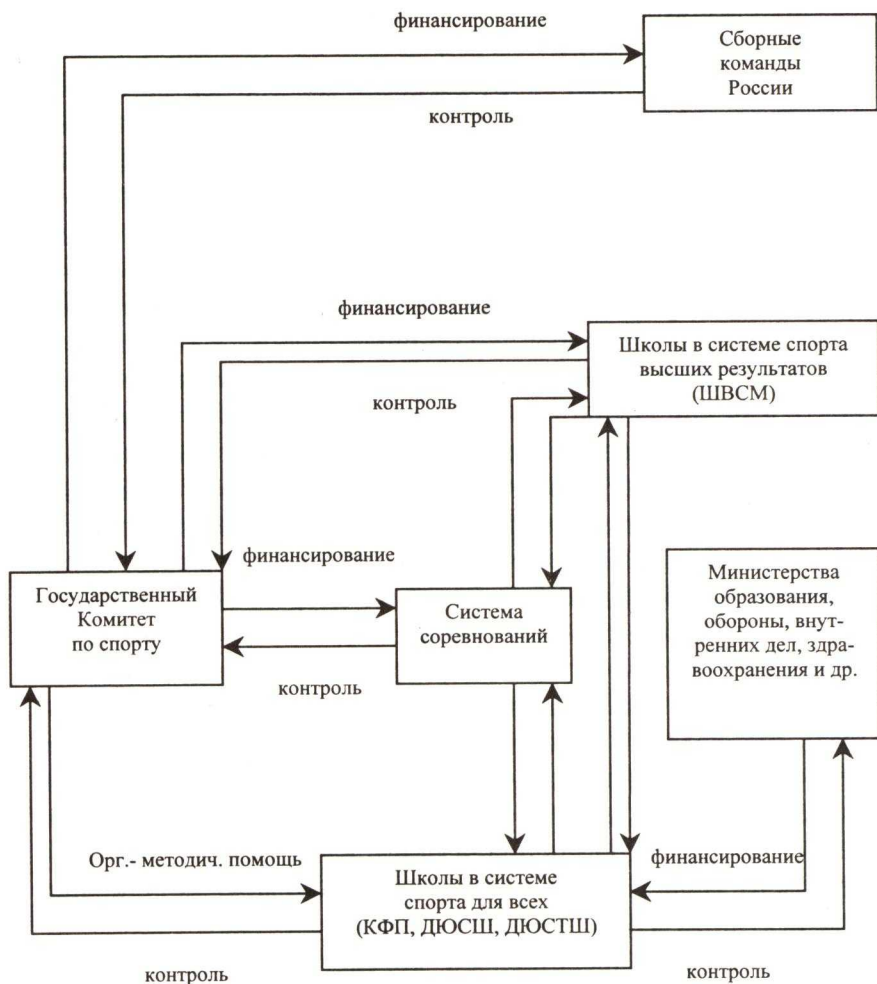 финансирование
Сборные
команды
России
контроль
финансирование
Школы в системе спорта
высших результатов
(ШВСМ)
контроль
финансирование
Государственный
Комитет
по спорту
Система
соревнований
Министерства
образования,
обороны, внут-
ренних дел, здра-
воохранения и др.
контроль
Орг.- методич. помощь
Школы в системе
спорта для всех
(КФП, ДЮСШ, ДЮСТШ)
финансирование
контроль
контроль